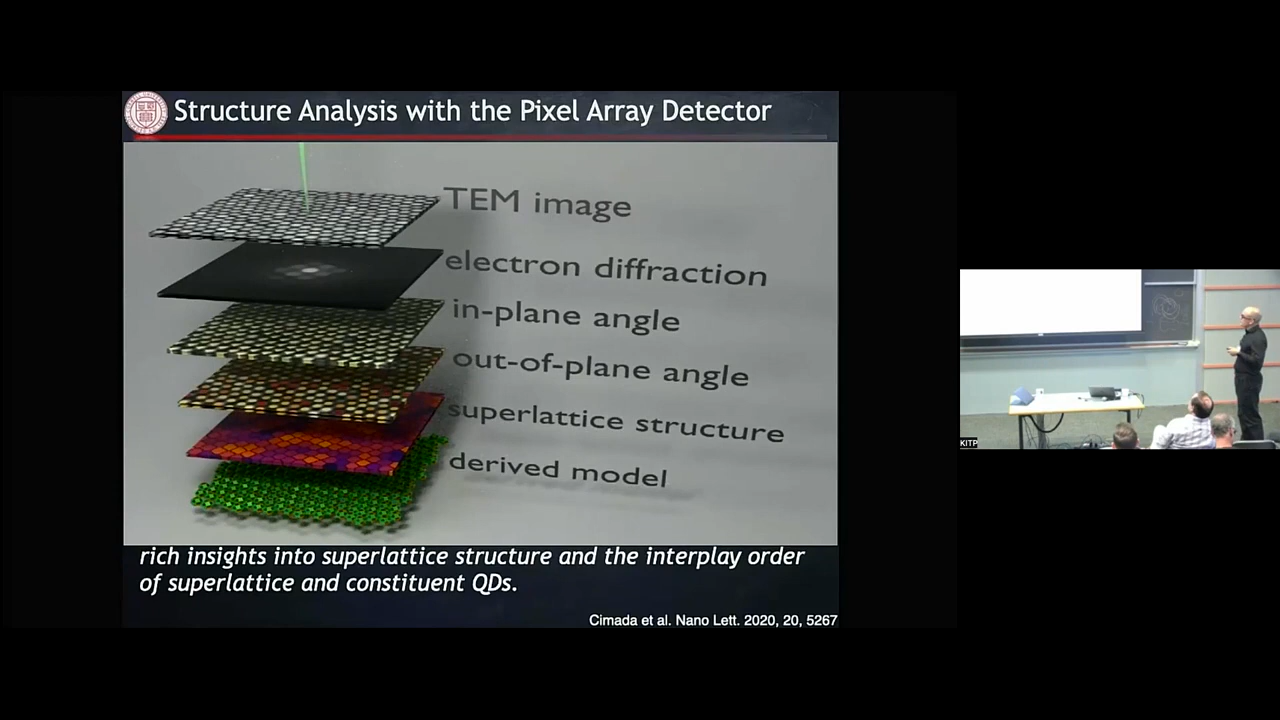 Structure Analysis with the Pixel Array Detector
TEM image
electron diffraction
in-plane angle
out-of-plane angle
superlattice structure
derived model
rich insights into superlattice structure and the interplay order
of superlattice and constituent QDs.
Cimada et al. Nano Lett. 2020, 20, 5267
KITP